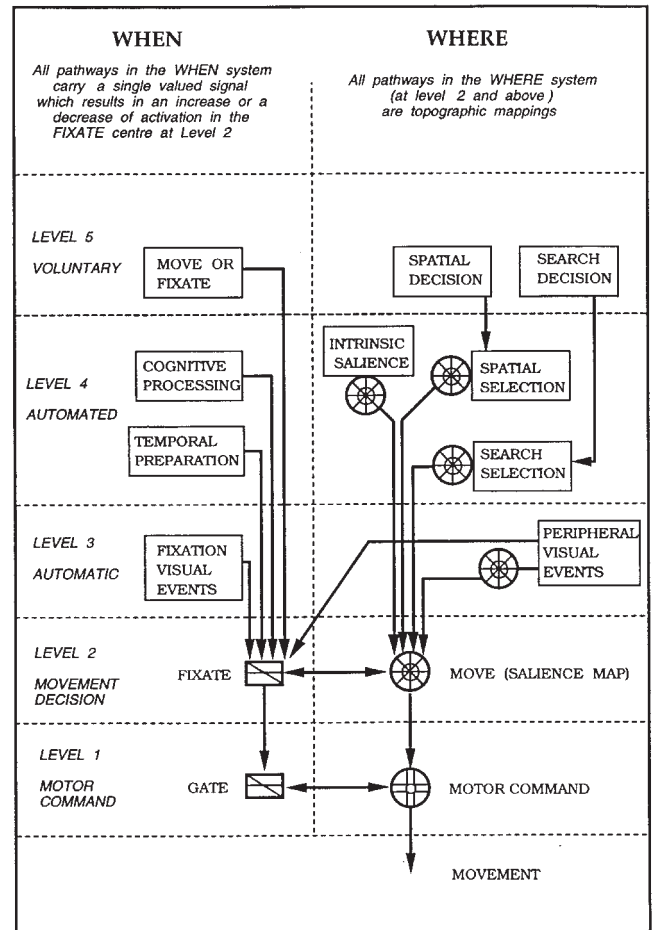 WHEN
All pathways in the WHEN system
carry a single valued signal
which results in an increase or a
decrease of activation in the
FIXATE centre at Level 2
WHERE
All pathways in the WHERE system
(at level 2 and above)
are topographic mappings
LEVEL 5
VOLUNTARY
MOVE OR
FIXATE
SPATIAL
DECISION
SEARCH
DECISION
LEVEL 4
AUTOMATED
COGNITIVE
PROCESSING
TEMPORAL
PREPARATION
INTRINSIC
SALIENCE
SPATIAL
SELECTION
SEARCH
SELECTION
LEVEL 3
AUTOMATIC
FIXATION
VISUAL
EVENTS
PERIPHERAL
VISUAL
EVENTS
LEVEL 2
MOVEMENT
DECISION
FIXATE
MOVE (SALIENCE MAP)
LEVEL 1
MOTOR
COMMAND
GATE
MOTOR COMMAND
MOVEMENT